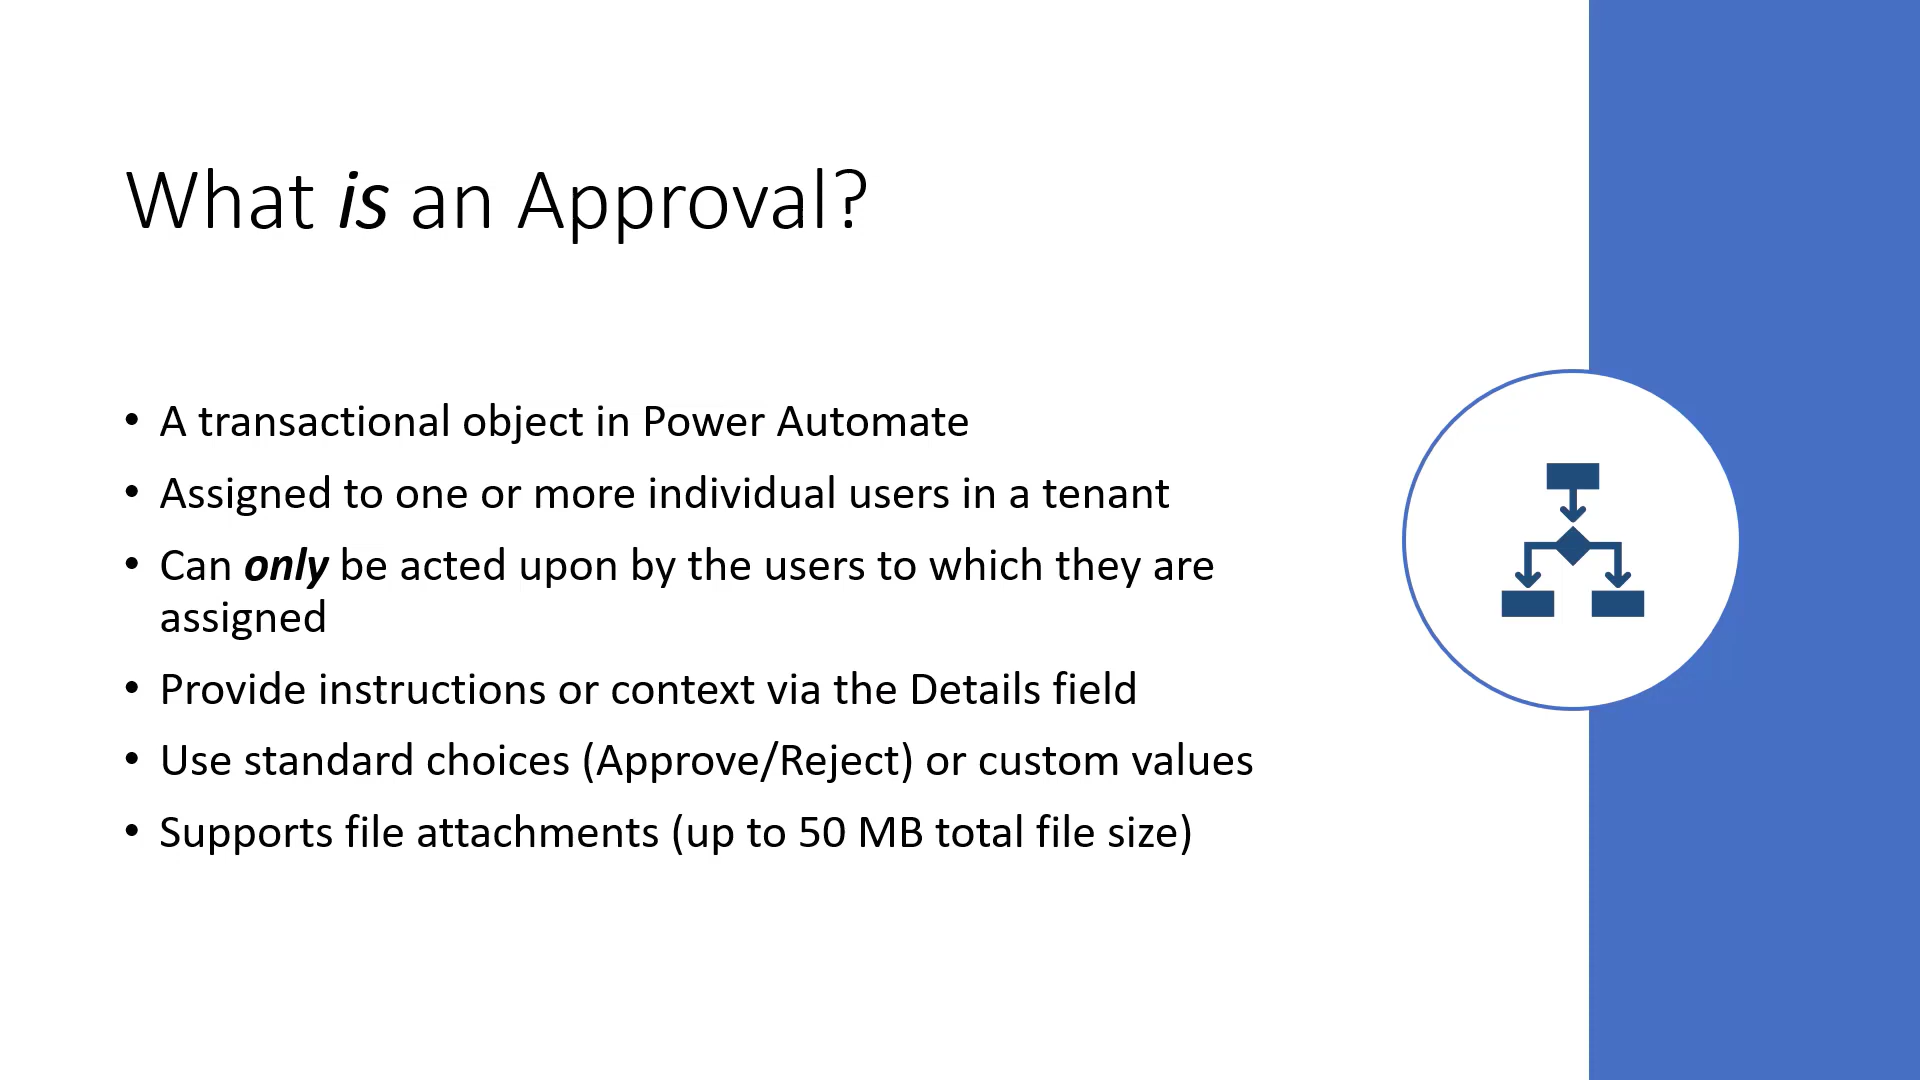 What is an Approval?
• A transactional object in Power Automate
• Assigned to one or more individual users in a tenant
• Can only be acted upon by the users to which they are
assigned
• Provide instructions or context via the Details field
• Use standard choices (Approve/Reject) or custom values
• Supports file attachments (up to 50 MB total file size)